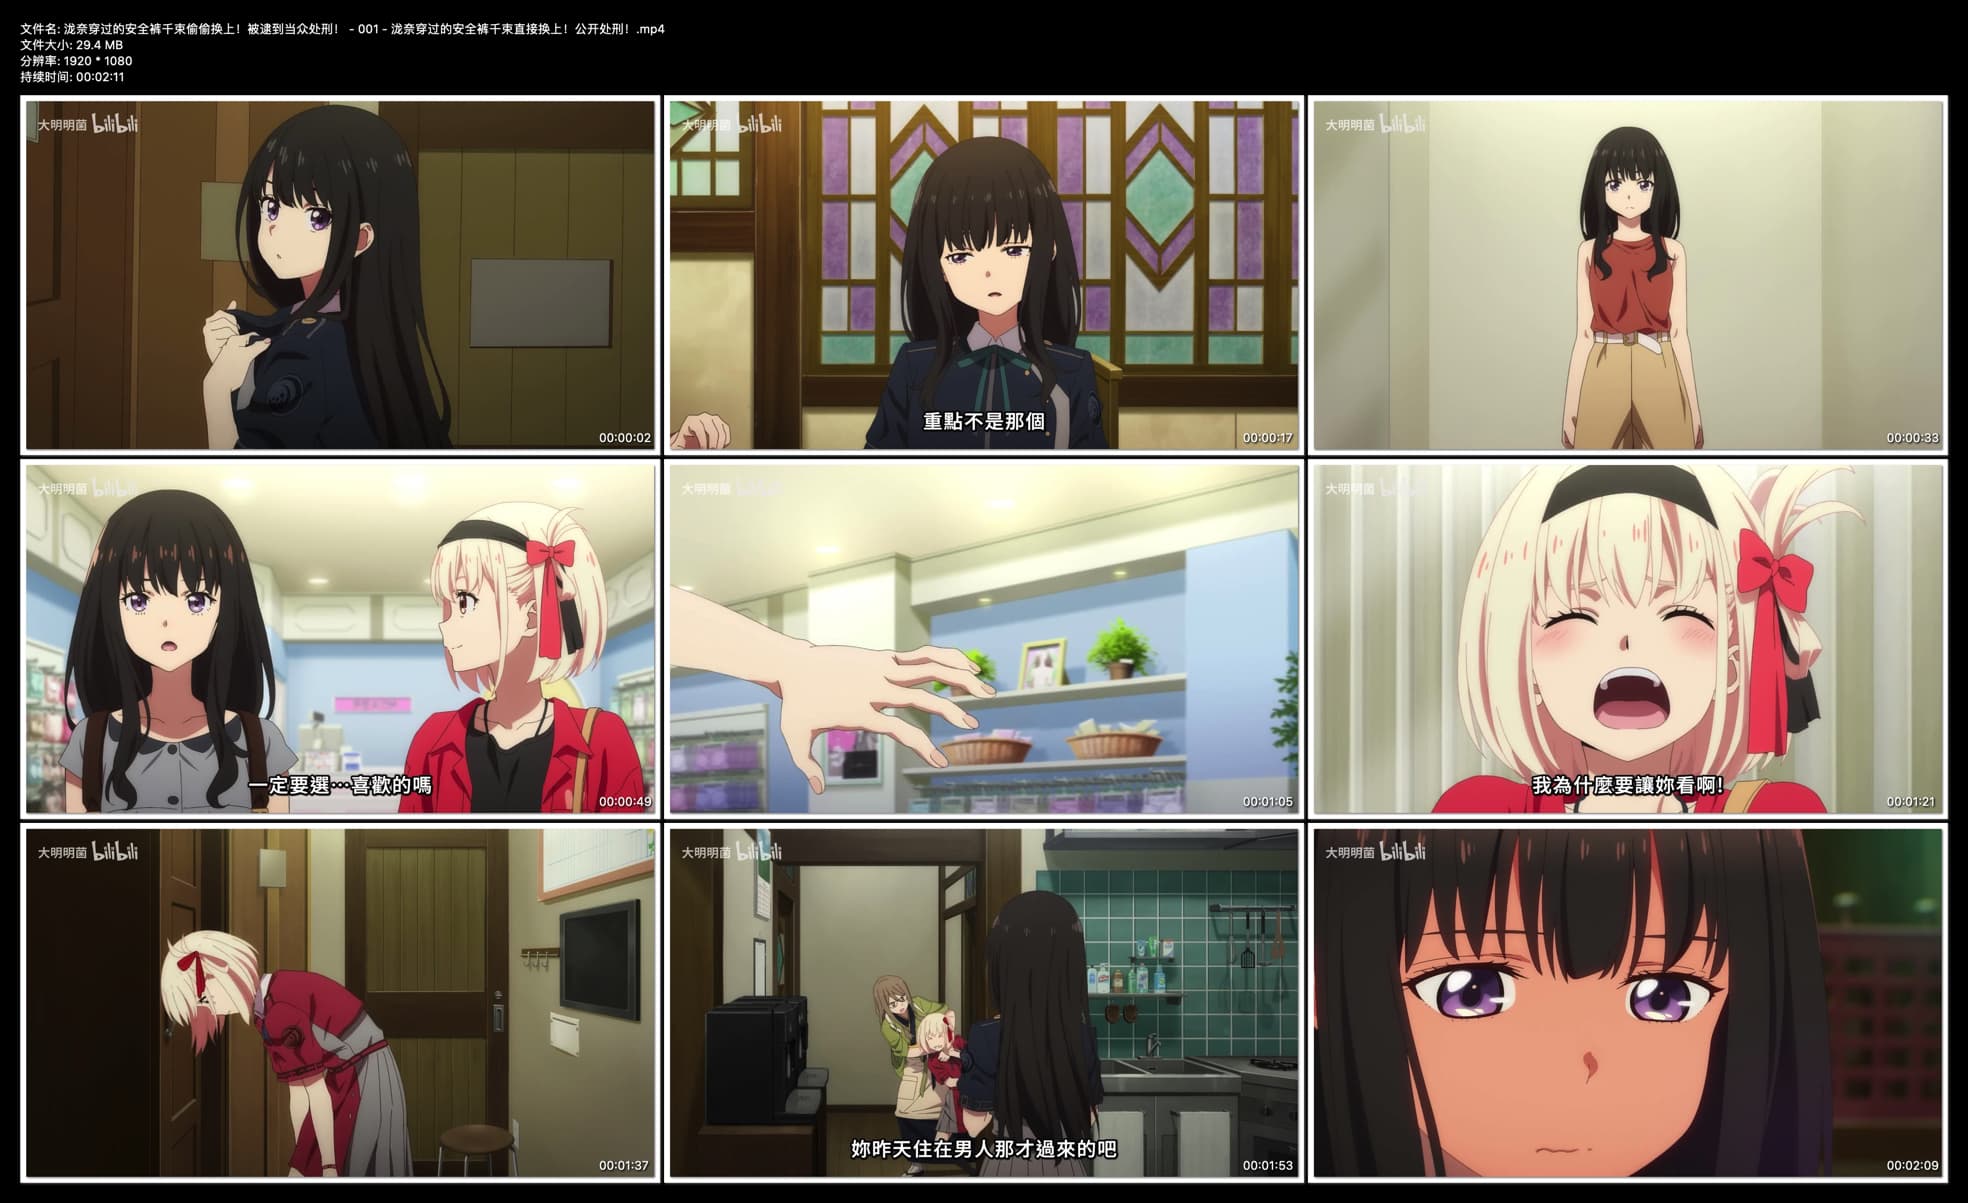 文件名: 泷奈穿过的安全裤千束偷偷换上！被逮到当众处刑！ - 001 - 泷奈穿过的安全裤千束直接换上！公开处刑！.mp4
文件大小: 29.4 MB
分辨率: 1920 * 1080
持续时间: 00:02:11
大明明菌 bilibili
00:00:02
大明明菌 bilibili
重點不是那個
00:00:17
大明明菌 bilibili
00:00:33
大明明菌 bilibili
一定要選…喜歡的嗎
00:00:49
大明明菌 bilibili
00:01:05
大明明菌 bilibili
我為什麼要讓妳看啊!
00:01:21
大明明菌 bilibili
00:01:37
大明明菌 bilibili
妳昨天住在男人那才過來的吧
00:01:53
大明明菌 bilibili
00:02:09